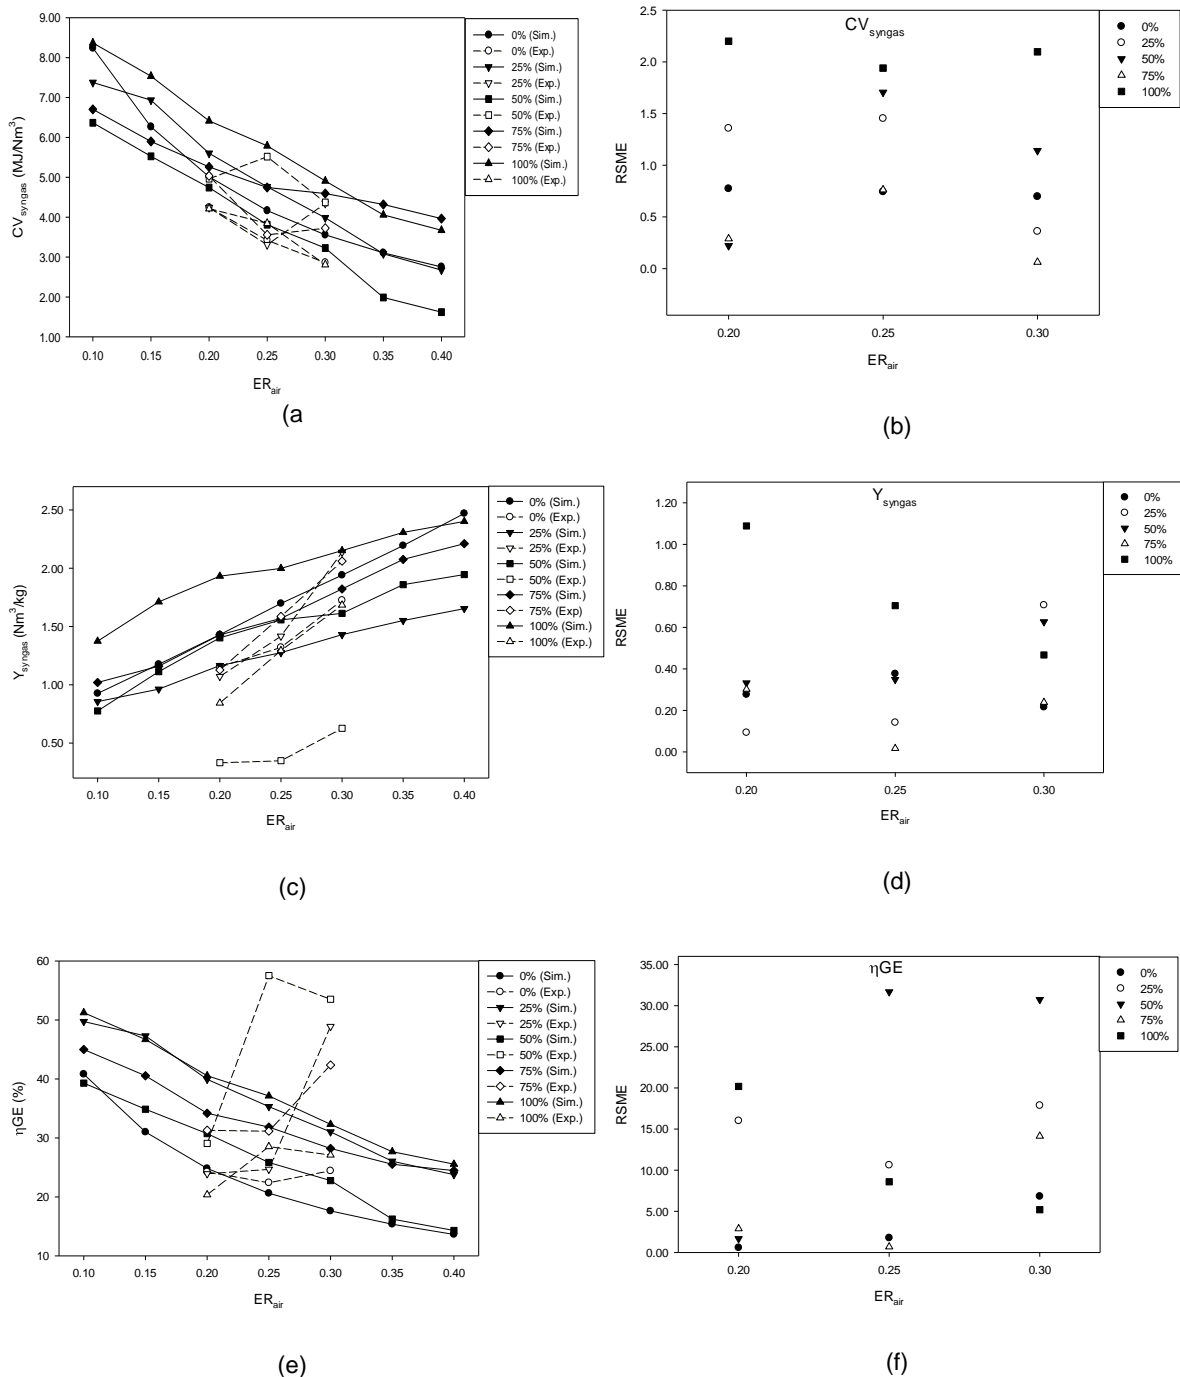 9.00
8.00
7.00
6.00
5.00
4.00
3.00
2.00
1.00
CVsyngas (MJ/Nm3)
0.10 0.15 0.20 0.25 0.30 0.35 0.40
ERair
(a
0% (Sim.)
0% (Exp.)
25% (Sim.)
25% (Exp.)
50% (Sim.)
50% (Exp.)
75% (Sim.)
75% (Exp.)
100% (Sim.)
100% (Exp.)
CVsyngas
2.5
2.0
1.5
1.0
0.5
0.0
RSME
0.20 0.25 0.30
ERair
(b)
0%
25%
50%
75%
100%
2.50
2.00
1.50
1.00
0.50
Ysyngas (Nm3/kg)
0.10 0.15 0.20 0.25 0.30 0.35 0.40
ERair
(c)
0% (Sim.)
0% (Exp.)
25% (Sim.)
25% (Exp.)
50% (Sim.)
50% (Exp.)
75% (Sim.)
75% (Exp)
100% (Sim.)
100% (Exp.)
Ysyngas
1.20
1.00
0.80
0.60
0.40
0.20
0.00
RSME
0.20 0.25 0.30
ERair
(d)
0%
25%
50%
75%
100%
60
50
40
30
20
10
ηGE (%)
0.10 0.15 0.20 0.25 0.30 0.35 0.40
ERair
(e)
0% (Sim.)
0% (Exp.)
25% (Sim.)
25% (Exp.)
50% (Sim.)
50% (Exp.)
75% (Sim.)
75% (Exp.)
100% (Sim.)
100% (Exp.)
ηGE
35.00
30.00
25.00
20.00
15.00
10.00
5.00
0.00
RSME
0.20 0.25 0.30
ERair
(f)
0%
25%
50%
75%
100%